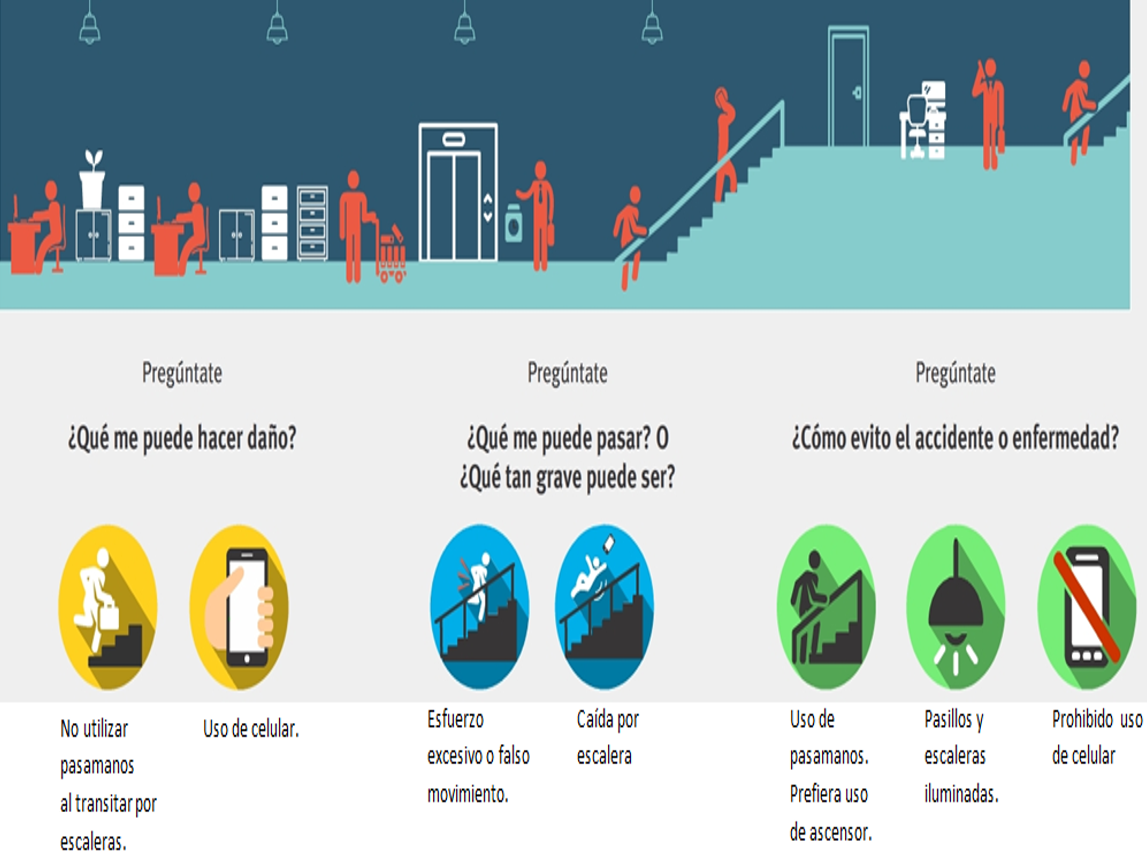 Pregúntate
¿Qué me puede hacer daño?
No utilizar
pasamanos
al transitar por
escaleras.
Uso de celular.
Pregúntate
¿Qué me puede pasar? O
¿Qué tan grave puede ser?
Esfuerzo
excesivo o falso
movimiento.
Caída por
escalera
Pregúntate
¿Cómo evito el accidente o enfermedad?
Uso de
pasamanos.
Prefiera uso
de ascensor.
Pasillos y
escaleras
iluminadas.
Prohibido uso
de celular